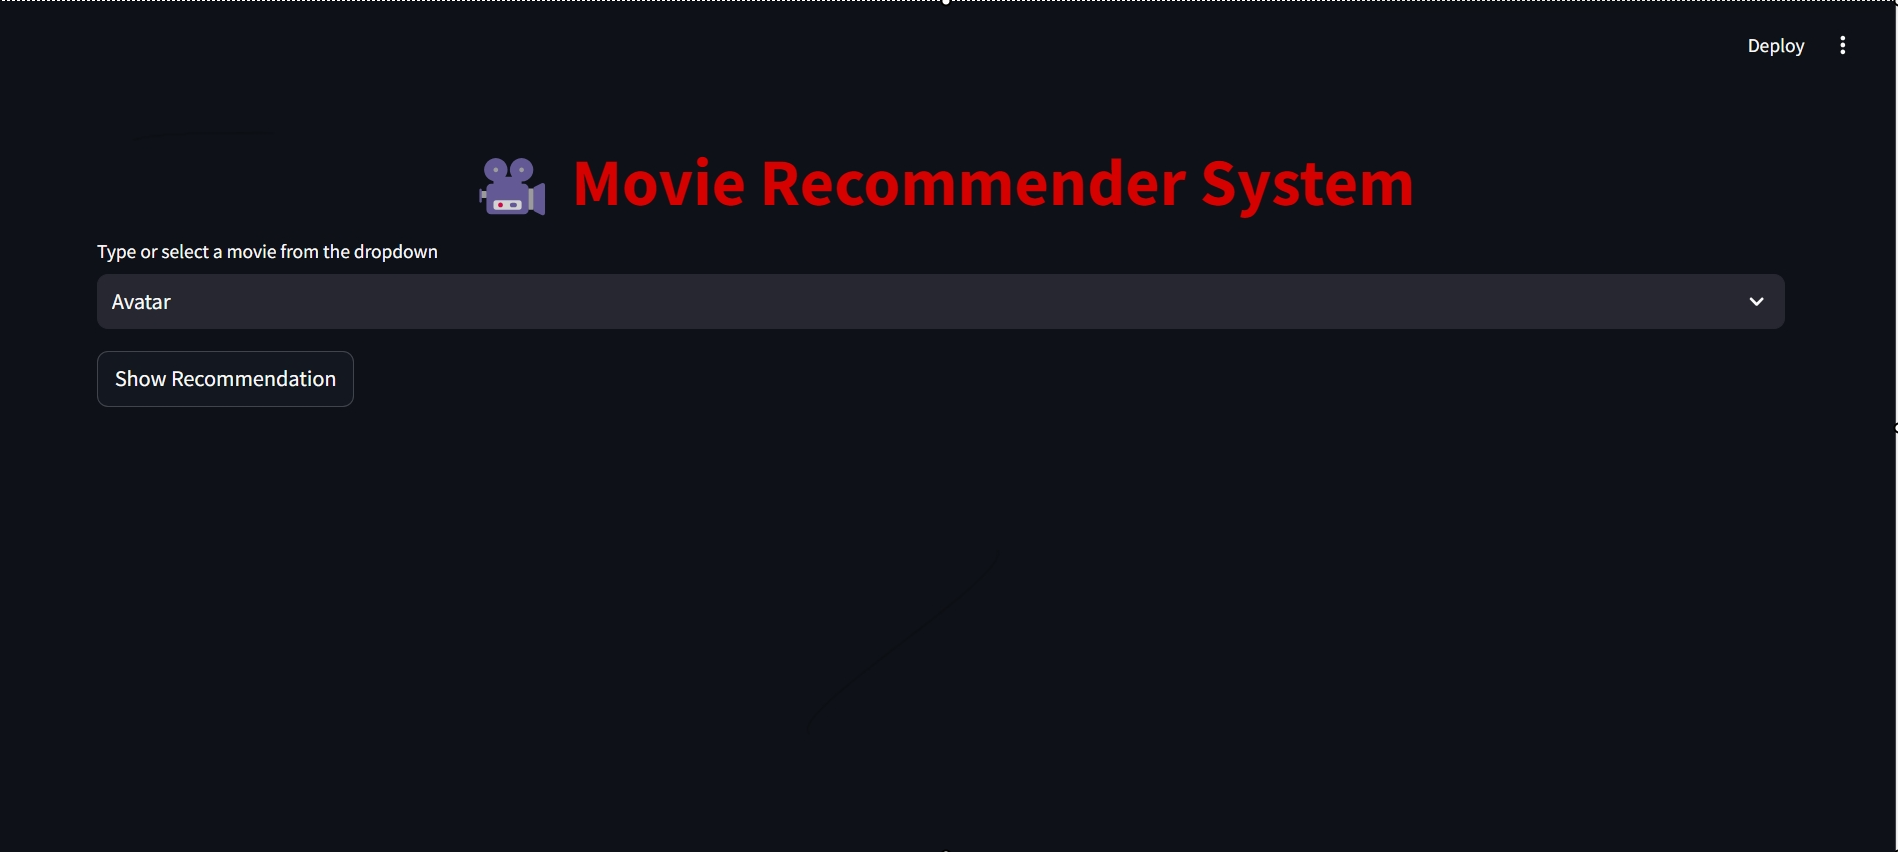 Deploy
Movie Recommender System
Type or select a movie from the dropdown
Avatar
Show Recommendation